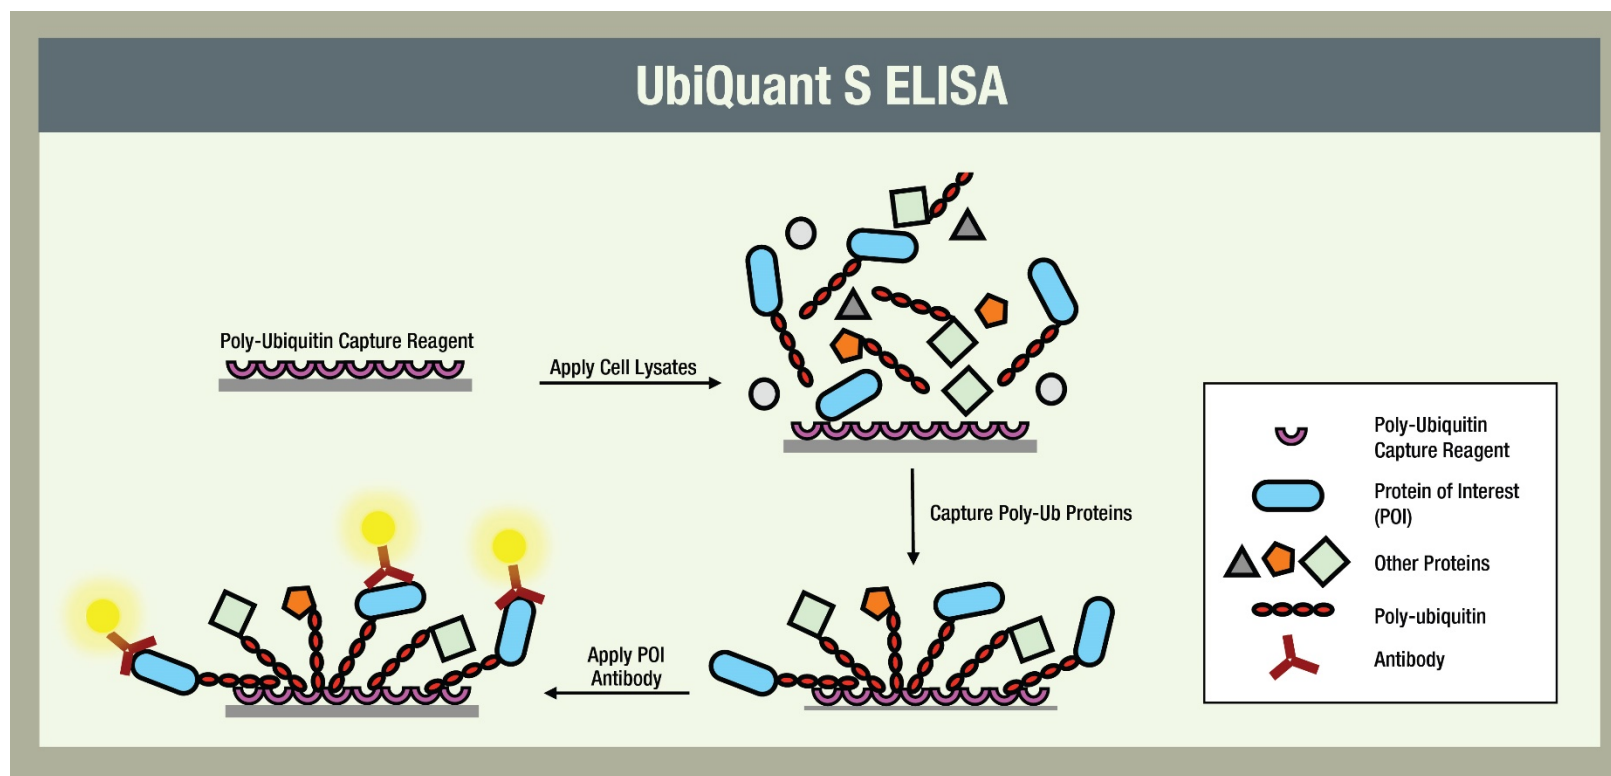 UbiQuant S ELISA
Poly-Ubiquitin Capture Reagent
Apply Cell Lysates
Capture Poly-Ub Proteins
Apply POI
Antibody
Poly-Ubiquitin
Capture Reagent
Protein of Interest
(POI)
Other Proteins
Poly-ubiquitin
Antibody